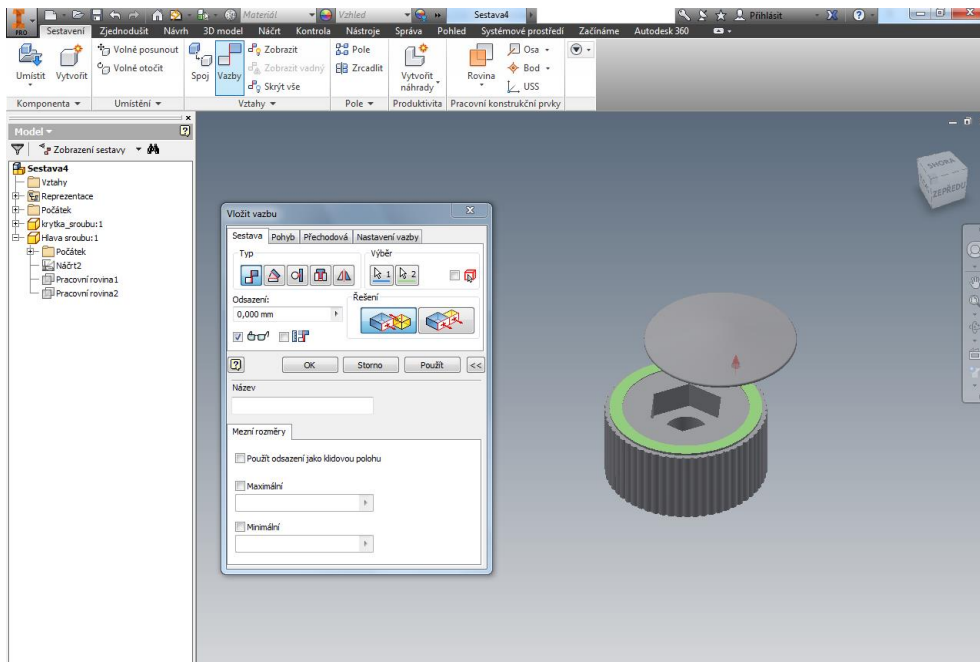 Materiál
Vzhled
Sestava4
Přihlásit
PRO
Sestavení
Zjednodušit
Návrh
3D model
Náčrt
Kontrola
Nástroje
Správa
Pohled
Systémové prostředí
Začínáme
Autodesk 360
Umístit
Vytvořit
Volné posunout
Volně otočit
Spoj
Vazby
Zobrazit
Zobrazit vadný
Skrýt vše
Pole
Zrcadlit
Vytvořit
náhrady
Rovina
Osa
Bod
USS
Komponenta
Umístění
Vztahy
Pole
Produktivita
Pracovní konstrukční prvky
Model
Zobrazení sestavy
Sestava4
Vztahy
Reprezentace
Počátek
krytka_sroubu:1
Hlava sroubu:1
Počátek
Náčrt2
Pracovní rovina1
Pracovní rovina2
Vložit vazbu
Sestava
Pohyb
Přechodová
Nastavení vazby
Typ
Výběr
1
2
Odsazení:
Řešení
0,000 mm
OK
Storno
Použít
<<
Název
Mezní rozměry
Použít odsazení jako klidovou polohu
Maximální
Minimální
ZEPŘEDU